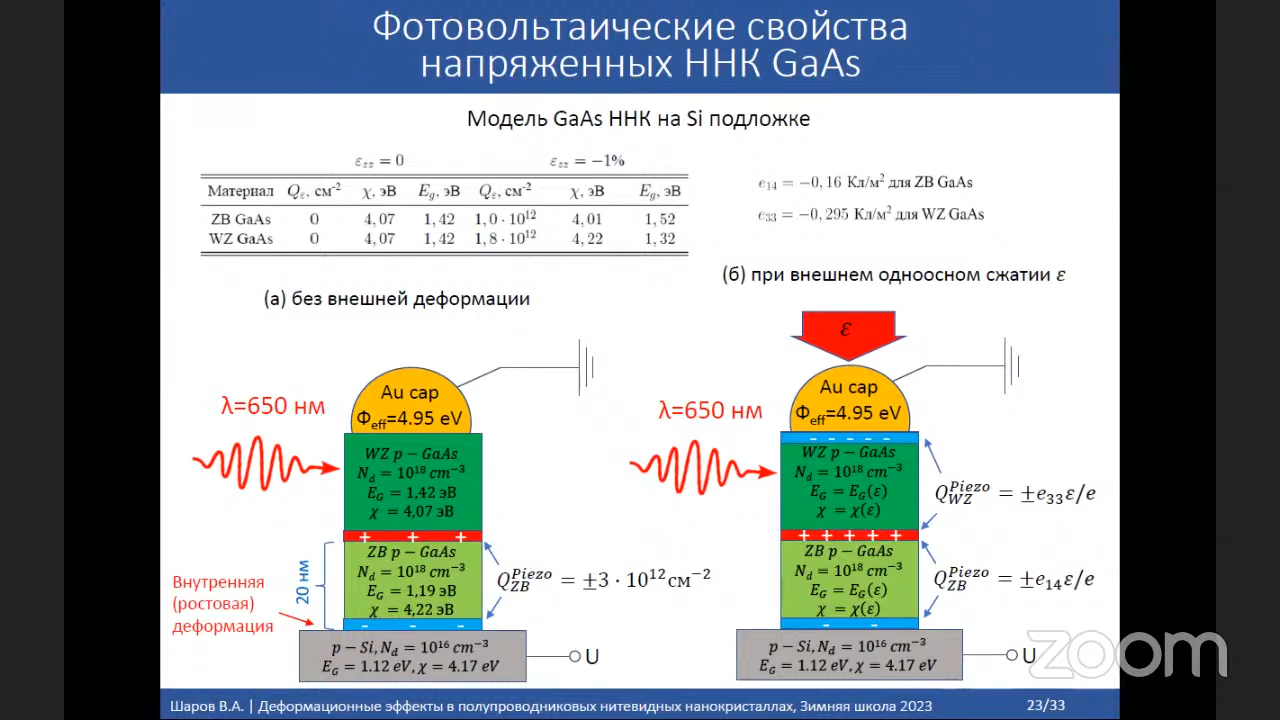 Фотовольтаические свойства
напряженных ННК GaAs
Модель GaAs ННК на Si подложке
ε_zz = 0 ε_zz = −1%
Материал Q_ε, см⁻² χ, эВ E_g, эВ Q_ε, см⁻² χ, эВ E_g, эВ
ZB GaAs 0 4,07 1,42 1,0 · 10¹² 4,01 1,52
WZ GaAs 0 4,07 1,42 1,8 · 10¹² 4,22 1,32
e₁₄ = −0,16 Кл/м² для ZB GaAs
e₃₃ = −0,295 Кл/м² для WZ GaAs
(а) без внешней деформации
λ=650 нм
Au cap
Φ_eff=4.95 eV
WZ p − GaAs
N_d = 10¹⁸ cm⁻³
E_G = 1,42 эВ
χ = 4,07 эВ
+ + +
ZB p − GaAs
N_d = 10¹⁸ cm⁻³
E_G = 1,19 эВ
χ = 4,22 эВ
- - -
20 нм
Внутренняя
(ростовая)
деформация
Q_ZB^Piezo = ±3 · 10¹²см⁻²
p − Si, N_d = 10¹⁶ cm⁻³
E_G = 1.12 eV, χ = 4.17 eV
U
(б) при внешнем одноосном сжатии ε
ε
λ=650 нм
Au cap
Φ_eff=4.95 eV
- - - - -
WZ p − GaAs
N_d = 10¹⁸ cm⁻³
E_G = E_G(ε)
χ = χ(ε)
+ + + + +
ZB p − GaAs
N_d = 10¹⁸ cm⁻³
E_G = E_G(ε)
χ = χ(ε)
- -
Q_WZ^Piezo = ±e₃₃ε/e
Q_ZB^Piezo = ±e₁₄ε/e
p − Si, N_d = 10¹⁶ cm⁻³
E_G = 1.12 eV, χ = 4.17 eV
U
zoom
Шаров В.А. | Деформационные эффекты в полупроводниковых нитевидных нанокристаллах, Зимняя школа 2023 23/33